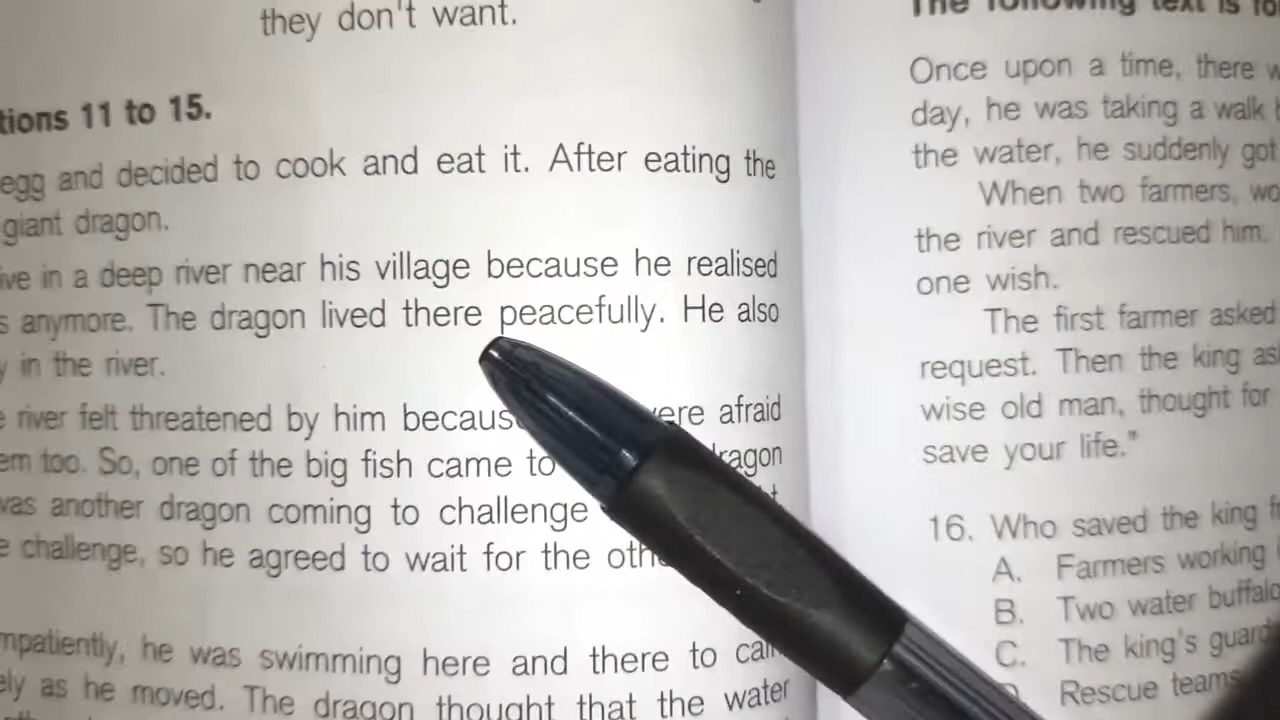 they don't want.
tions 11 to 15.
egg and decided to cook and eat it. After eating the
giant dragon.
ive in a deep river near his village because he realised
s anymore. The dragon lived there peacefully. He also
y in the river.
e river felt threatened by him becaus ere afraid
em too. So, one of the big fish came to ragon
was another dragon coming to challenge
e challenge, so he agreed to wait for the oth
mpatiently, he was swimming here and there to calm
ely as he moved. The dragon thought that the water
The following text is fo
Once upon a time, there w
day, he was taking a walk b
the water, he suddenly got
When two farmers, wo
the river and rescued him.
one wish.
The first farmer asked
request. Then the king as
wise old man, thought for
save your life."
16. Who saved the king f
A. Farmers working
B. Two water buffalo
C. The king's guard
D. Rescue teams